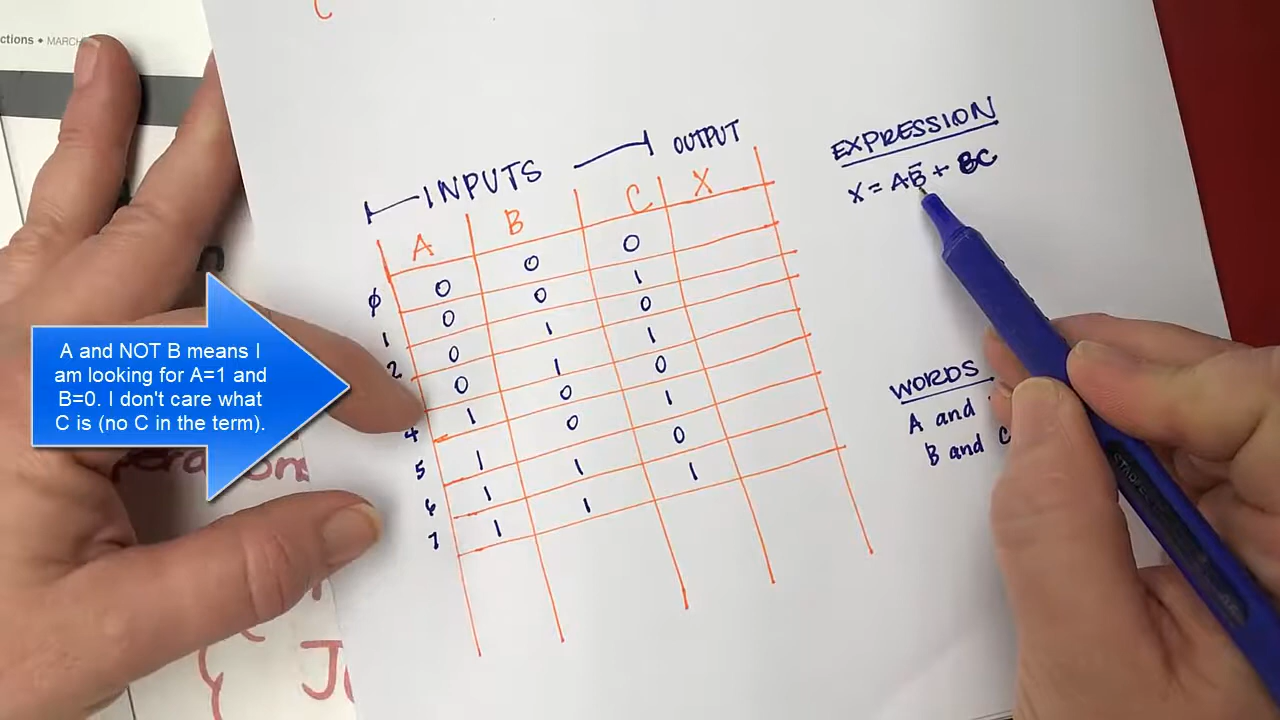 ctions • MARCH
C
INPUTS OUTPUT
A B C X
0 0 0 0
1 0 0 1
2 0 1 0
0 1 1
4 1 0 0
5 1 0 1
6 1 1 0
7 1 1 1
EXPRESSION
X = AB̅ + BC
WORDS
A and
B and C
A and NOT B means I
am looking for A=1 and
B=0. I don't care what
C is (no C in the term).